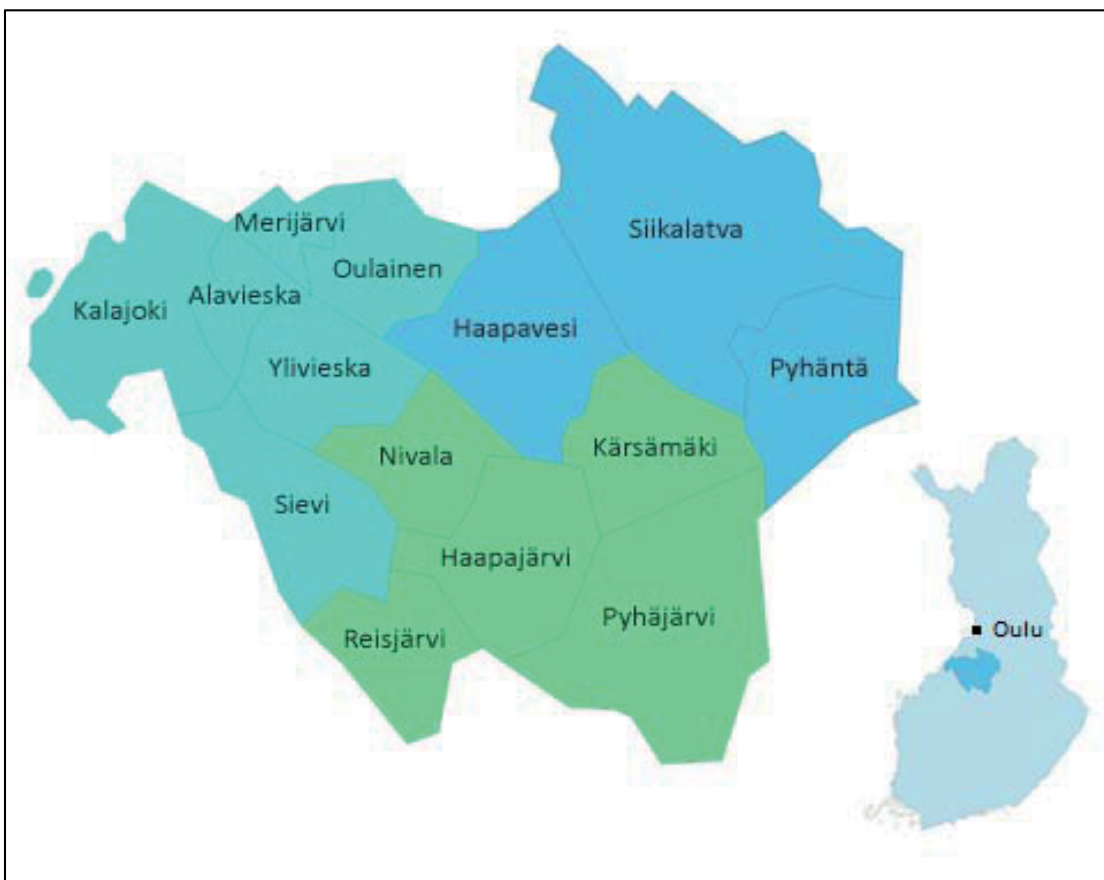 Merijärvi
Siikalatva
Oulainen
Alavieska
Kalajoki
Haapavesi
Ylivieska
Pyhäntä
Kärsämäki
Nivala
Sievi
Haapajärvi
Pyhäjärvi
Reisjärvi
Oulu